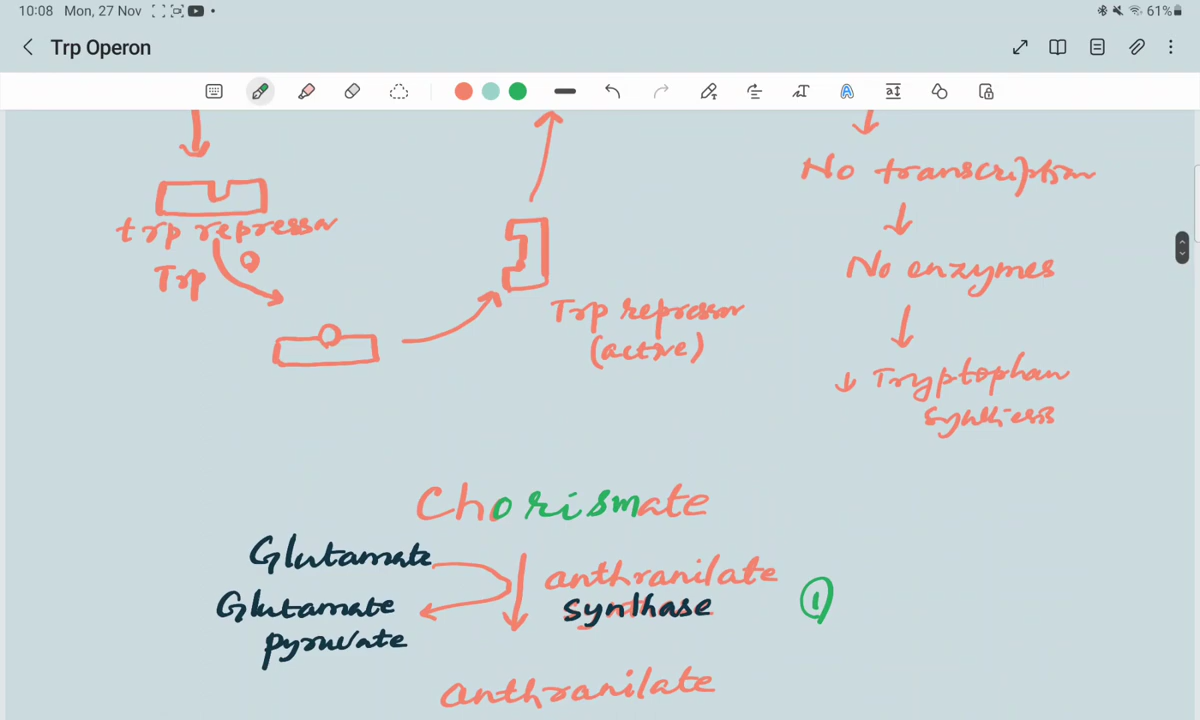 10:08 Mon, 27 Nov
61%
Trp Operon
No transcription
trp repressor
Trp
No enzymes
Trp repressor
(active)
↓ Tryptophan
synthesis
Chorismate
Glutamate
anthranilate
synthase
①
Glutamate
pyruvate
anthranilate